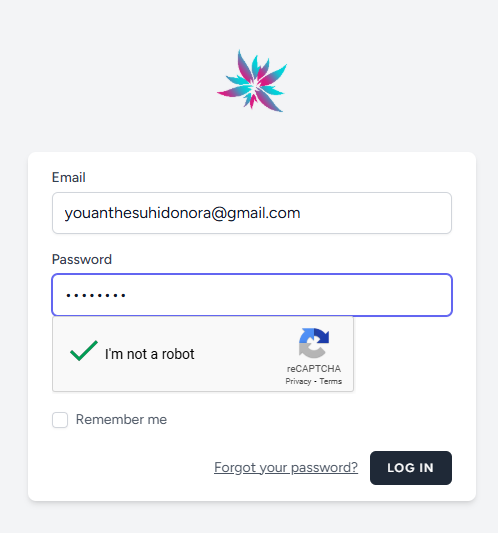 Email
youanthesuhidonora@gmail.com
Password
••••••••
I'm not a robot
reCAPTCHA
Privacy - Terms
Remember me
Forgot your password?
LOG IN